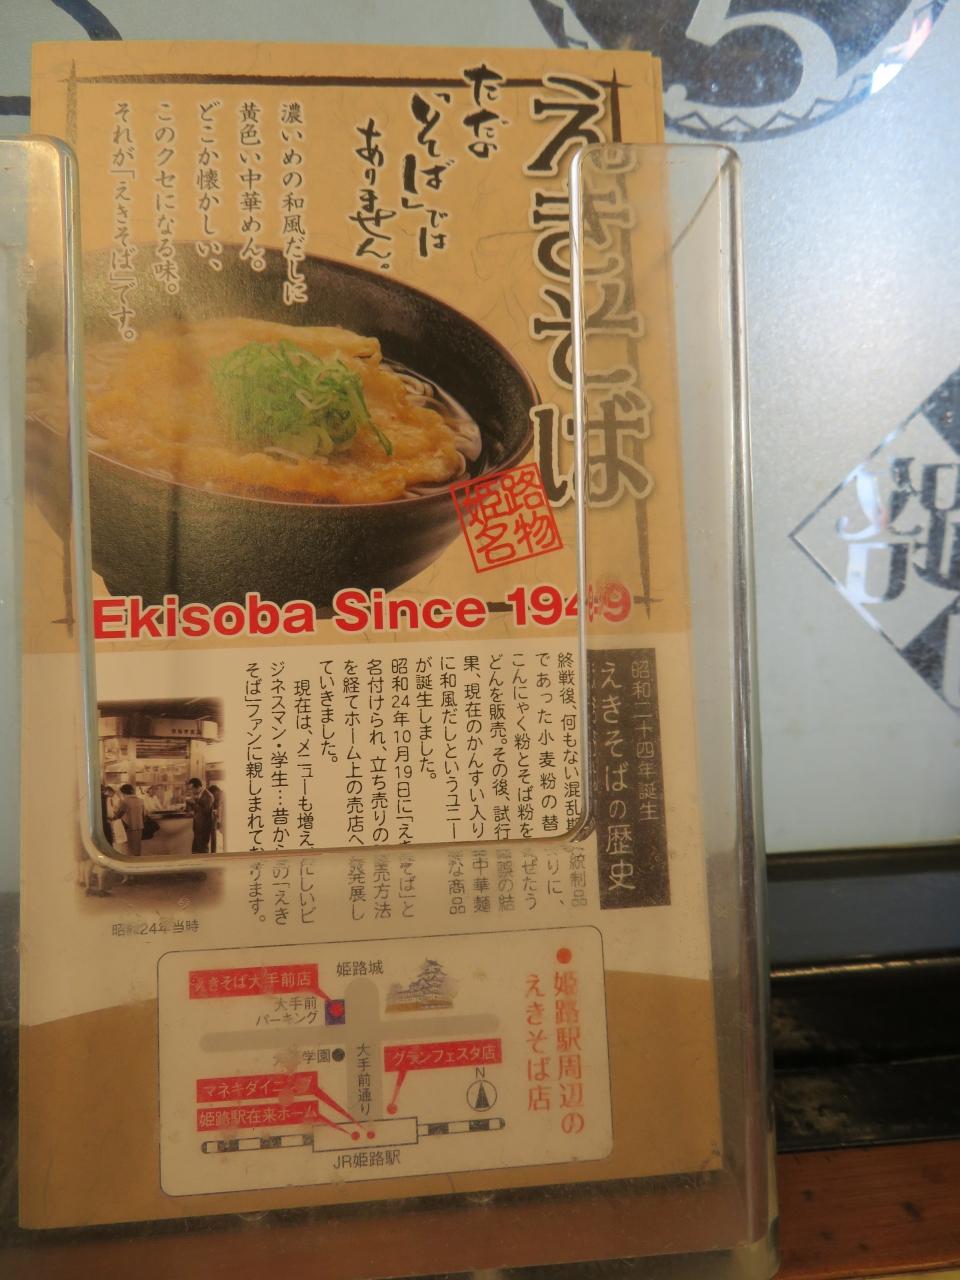 えきそば
ただの
「いそば」では
ありません。
濃いめの和風だしに
黄色い中華めん。
どこか懐かしい、
このクセになる味。
それが「えきそば」です。
姫路
名物
Ekisoba Since 1949
昭和二十四年誕生
えきそばの歴史
終戦後、何もない混乱期 統制品
であった小麦粉の替わりに、
こんにゃく粉とそば粉をまぜたう
どんを販売。その後、試行錯誤の結
果、現在のかんすい入り中華麺
に和風だしというユニークな商品
が誕生しました。
昭和24年10月19日に「えきそば」と
名付けられ、立ち売りの販売方法
を経てホーム上の売店へ発展し
ていきました。
現在は、メニューも増え、忙しいビ
ジネスマン・学生…昔からの「えき
そば」ファンに親しまれております。
昭和24年当時
●姫路駅周辺の
えきそば店
姫路城
えきそば大手前店
大手前
パーキング
学園
大手前通り
グランフェスタ店
N
マネキダイニング
姫路駅在来ホーム
JR姫路駅
5